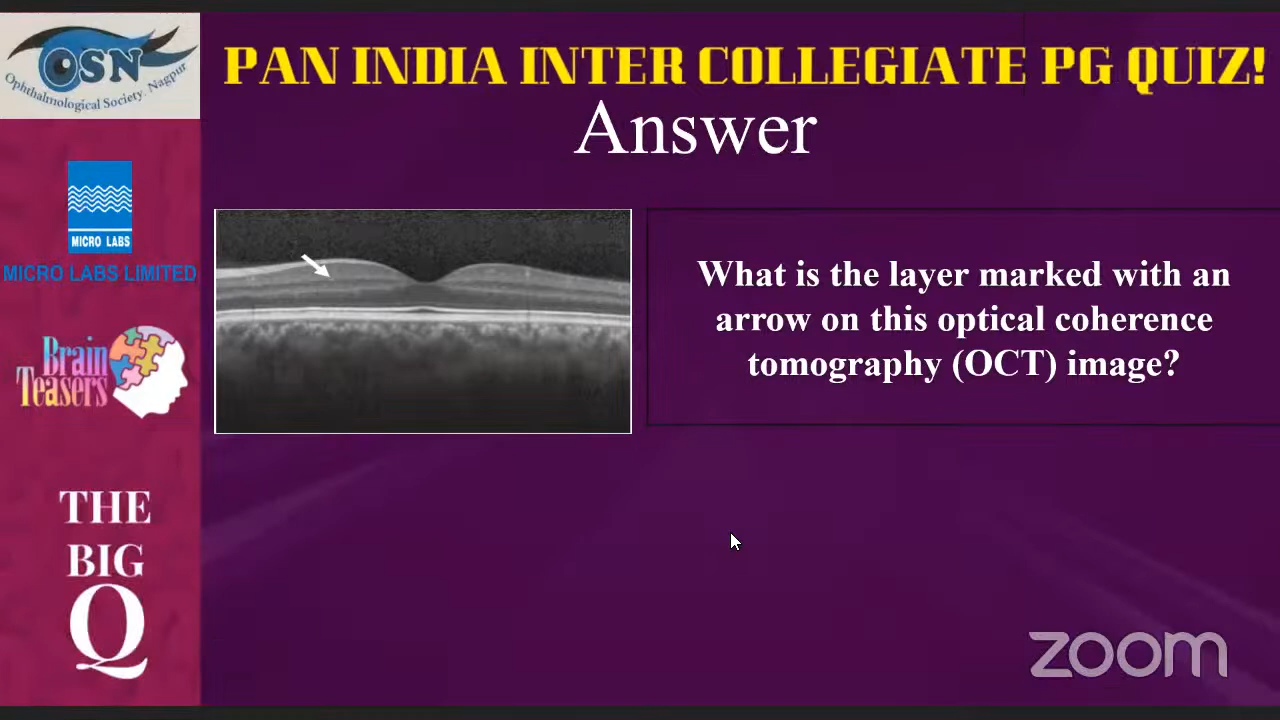 OSN
Ophthalmological Society, Nagpur
PAN INDIA INTER COLLEGIATE PG QUIZ!
Answer
MICRO LABS
MICRO LABS LIMITED
Brain
Teasers
THE
BIG
Q
What is the layer marked with an
arrow on this optical coherence
tomography (OCT) image?
zoom